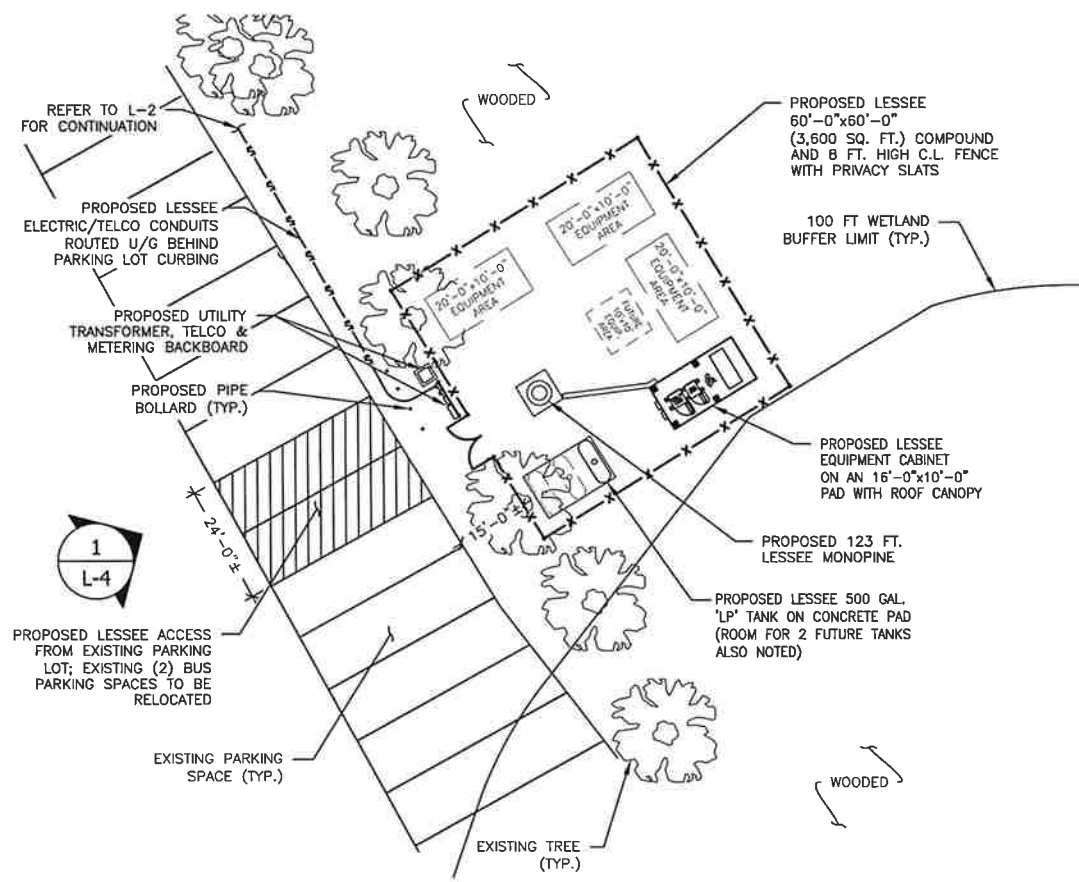 REFER TO L-2
FOR CONTINUATION
WOODED
PROPOSED LESSEE
60'-0"x60'-0"
(3,600 SQ. FT.) COMPOUND
AND 8 FT. HIGH C.L. FENCE
WITH PRIVACY SLATS
PROPOSED LESSEE
ELECTRIC/TELCO CONDUITS
ROUTED U/G BEHIND
PARKING LOT CURBING
100 FT WETLAND
BUFFER LIMIT (TYP.)
20'-0"x10'-0"
EQUIPMENT
AREA
20'-0"x10'-0"
EQUIPMENT
AREA
20'-0"x10'-0"
EQUIPMENT
AREA
FUTURE
10'x10'
EQUIP.
AREA
PROPOSED UTILITY
TRANSFORMER, TELCO &
METERING BACKBOARD
PROPOSED PIPE
BOLLARD (TYP.)
PROPOSED LESSEE
EQUIPMENT CABINET
ON AN 16'-0"x10'-0"
PAD WITH ROOF CANOPY
24'-0"±
15'-0"±
1
L-4
PROPOSED 123 FT.
LESSEE MONOPINE
PROPOSED LESSEE 500 GAL.
'LP' TANK ON CONCRETE PAD
(ROOM FOR 2 FUTURE TANKS
ALSO NOTED)
PROPOSED LESSEE ACCESS
FROM EXISTING PARKING
LOT; EXISTING (2) BUS
PARKING SPACES TO BE
RELOCATED
EXISTING PARKING
SPACE (TYP.)
WOODED
EXISTING TREE
(TYP.)